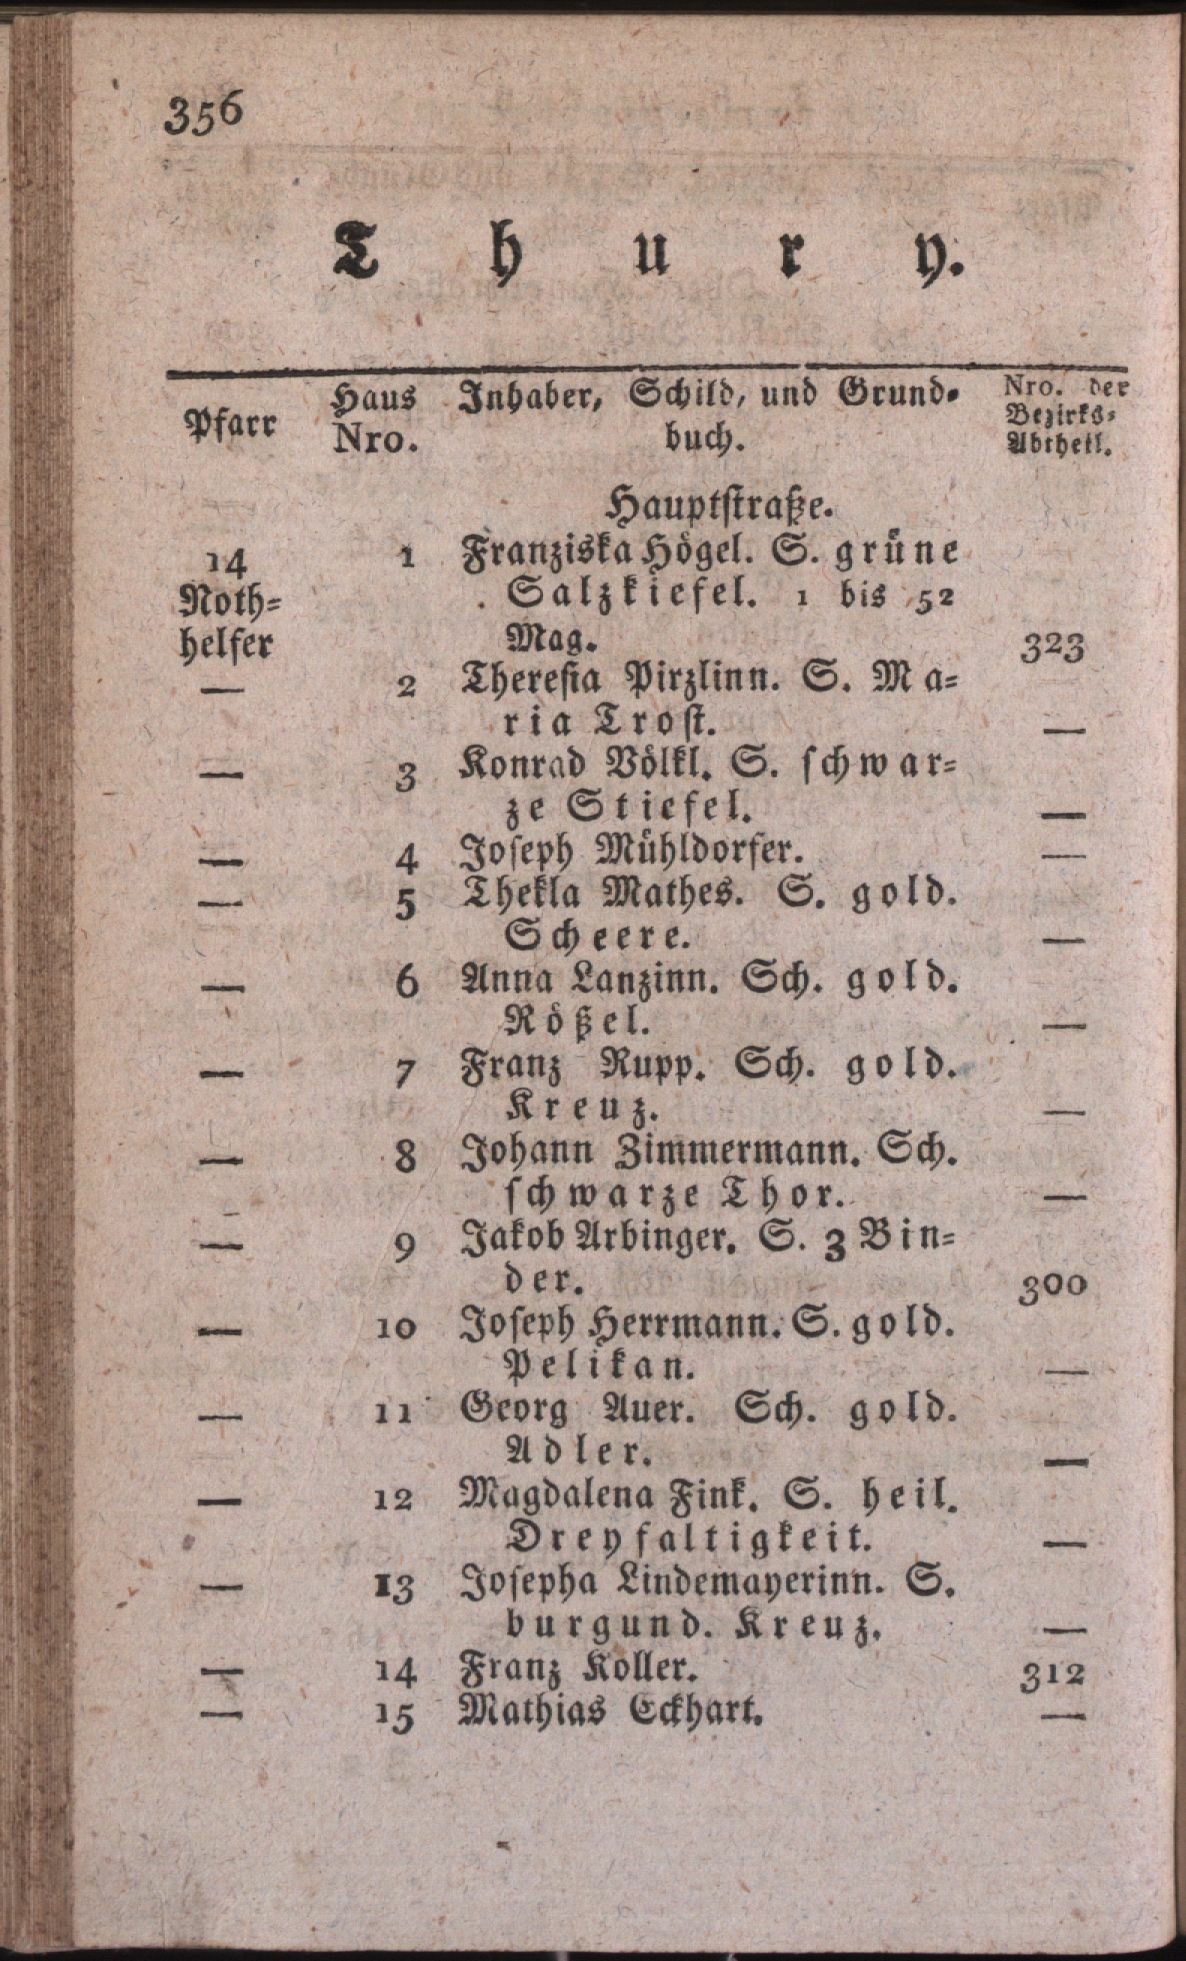 356
Thury.
Pfarr Haus Nro. Inhaber, Schild, und Grund- buch. Nro. der Bezirks- Abtheil.
Hauptstraße.
14 1 Franziska Högel. S. grüne
Noth= Salzkiefel. 1 bis 52
helfer Mag. 323
— 2 Theresia Pirzlinn. S. Ma=
ria Trost. —
— 3 Konrad Völkl. S. schwar=
ze Stiefel. —
— 4 Joseph Mühldorfer. —
— 5 Thekla Mathes. S. gold.
Scheere. —
— 6 Anna Lanzinn. Sch. gold.
Rößel. —
— 7 Franz Rupp. Sch. gold.
Kreuz. —
— 8 Johann Zimmermann. Sch.
schwarze Thor. —
— 9 Jakob Arbinger. S. 3 Bin=
der. 300
— 10 Joseph Herrmann. S. gold.
Pelikan. —
— 11 Georg Auer. Sch. gold.
Adler. —
— 12 Magdalena Fink. S. heil.
Dreyfaltigkeit. —
— 13 Josepha Lindemayerinn. S.
burgund. Kreuz. —
— 14 Franz Koller. 312
— 15 Mathias Eckhart. —